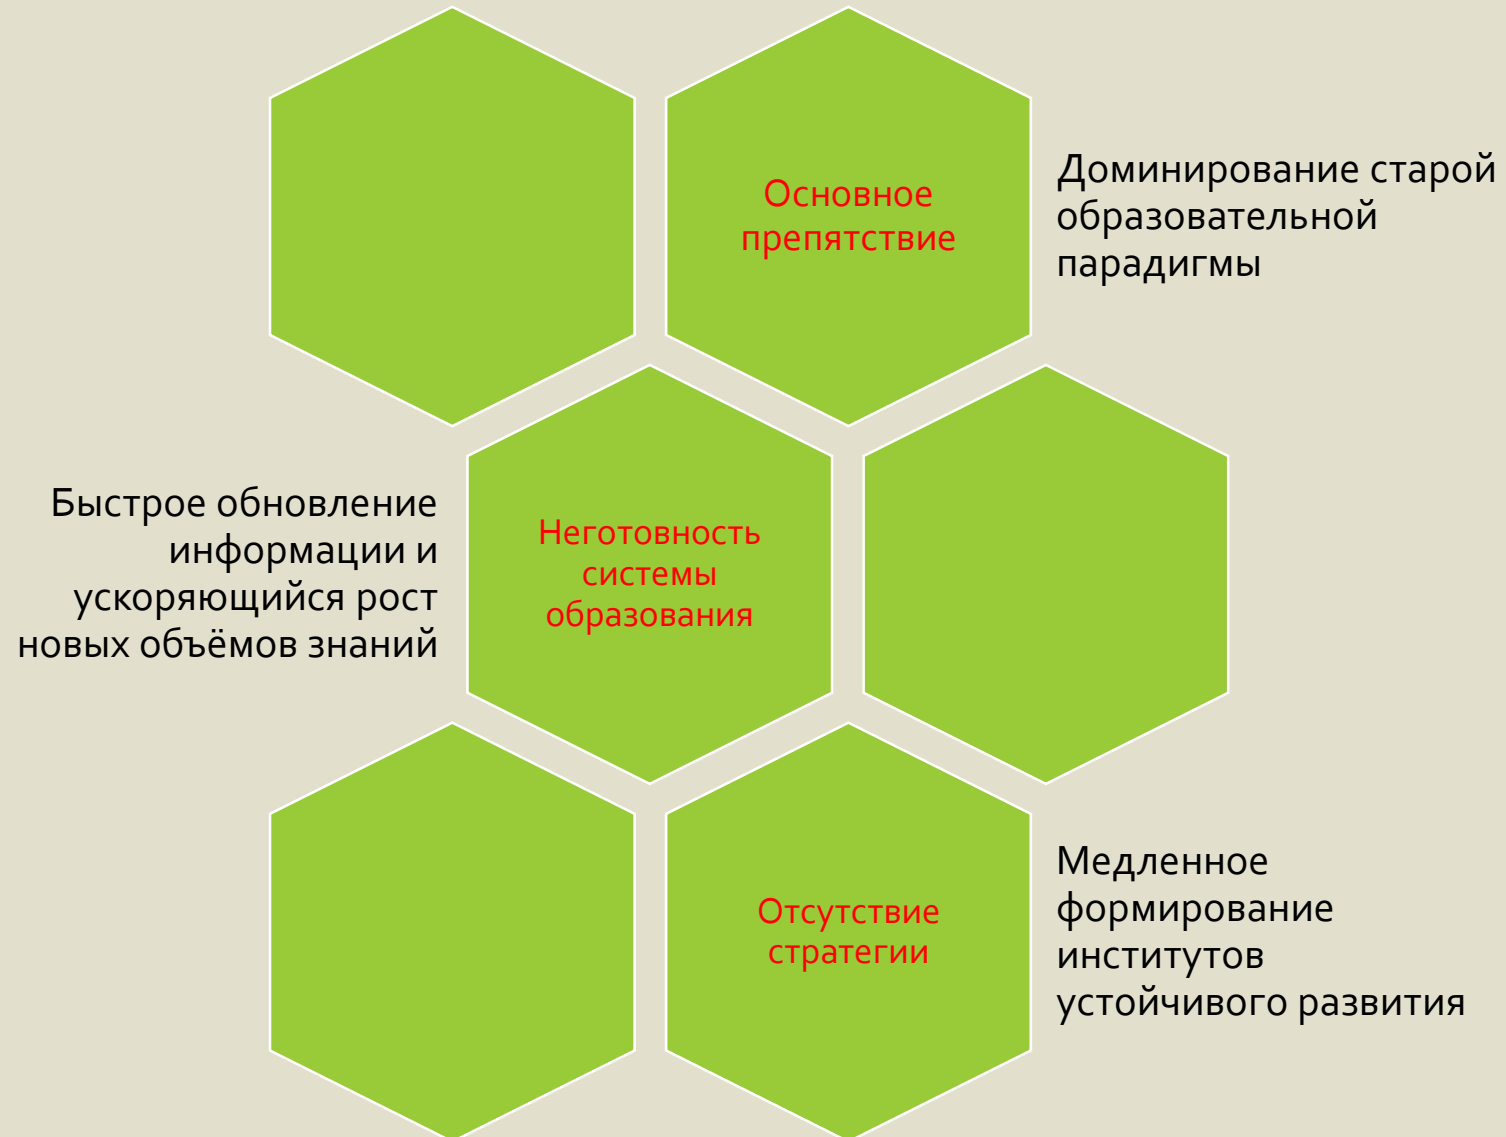 Основное
препятствие
Доминирование старой
образовательной
парадигмы
Быстрое обновление
информации и
ускоряющийся рост
новых объёмов знаний
Неготовность
системы
образования
Отсутствие
стратегии
Медленное
формирование
институтов
устойчивого развития